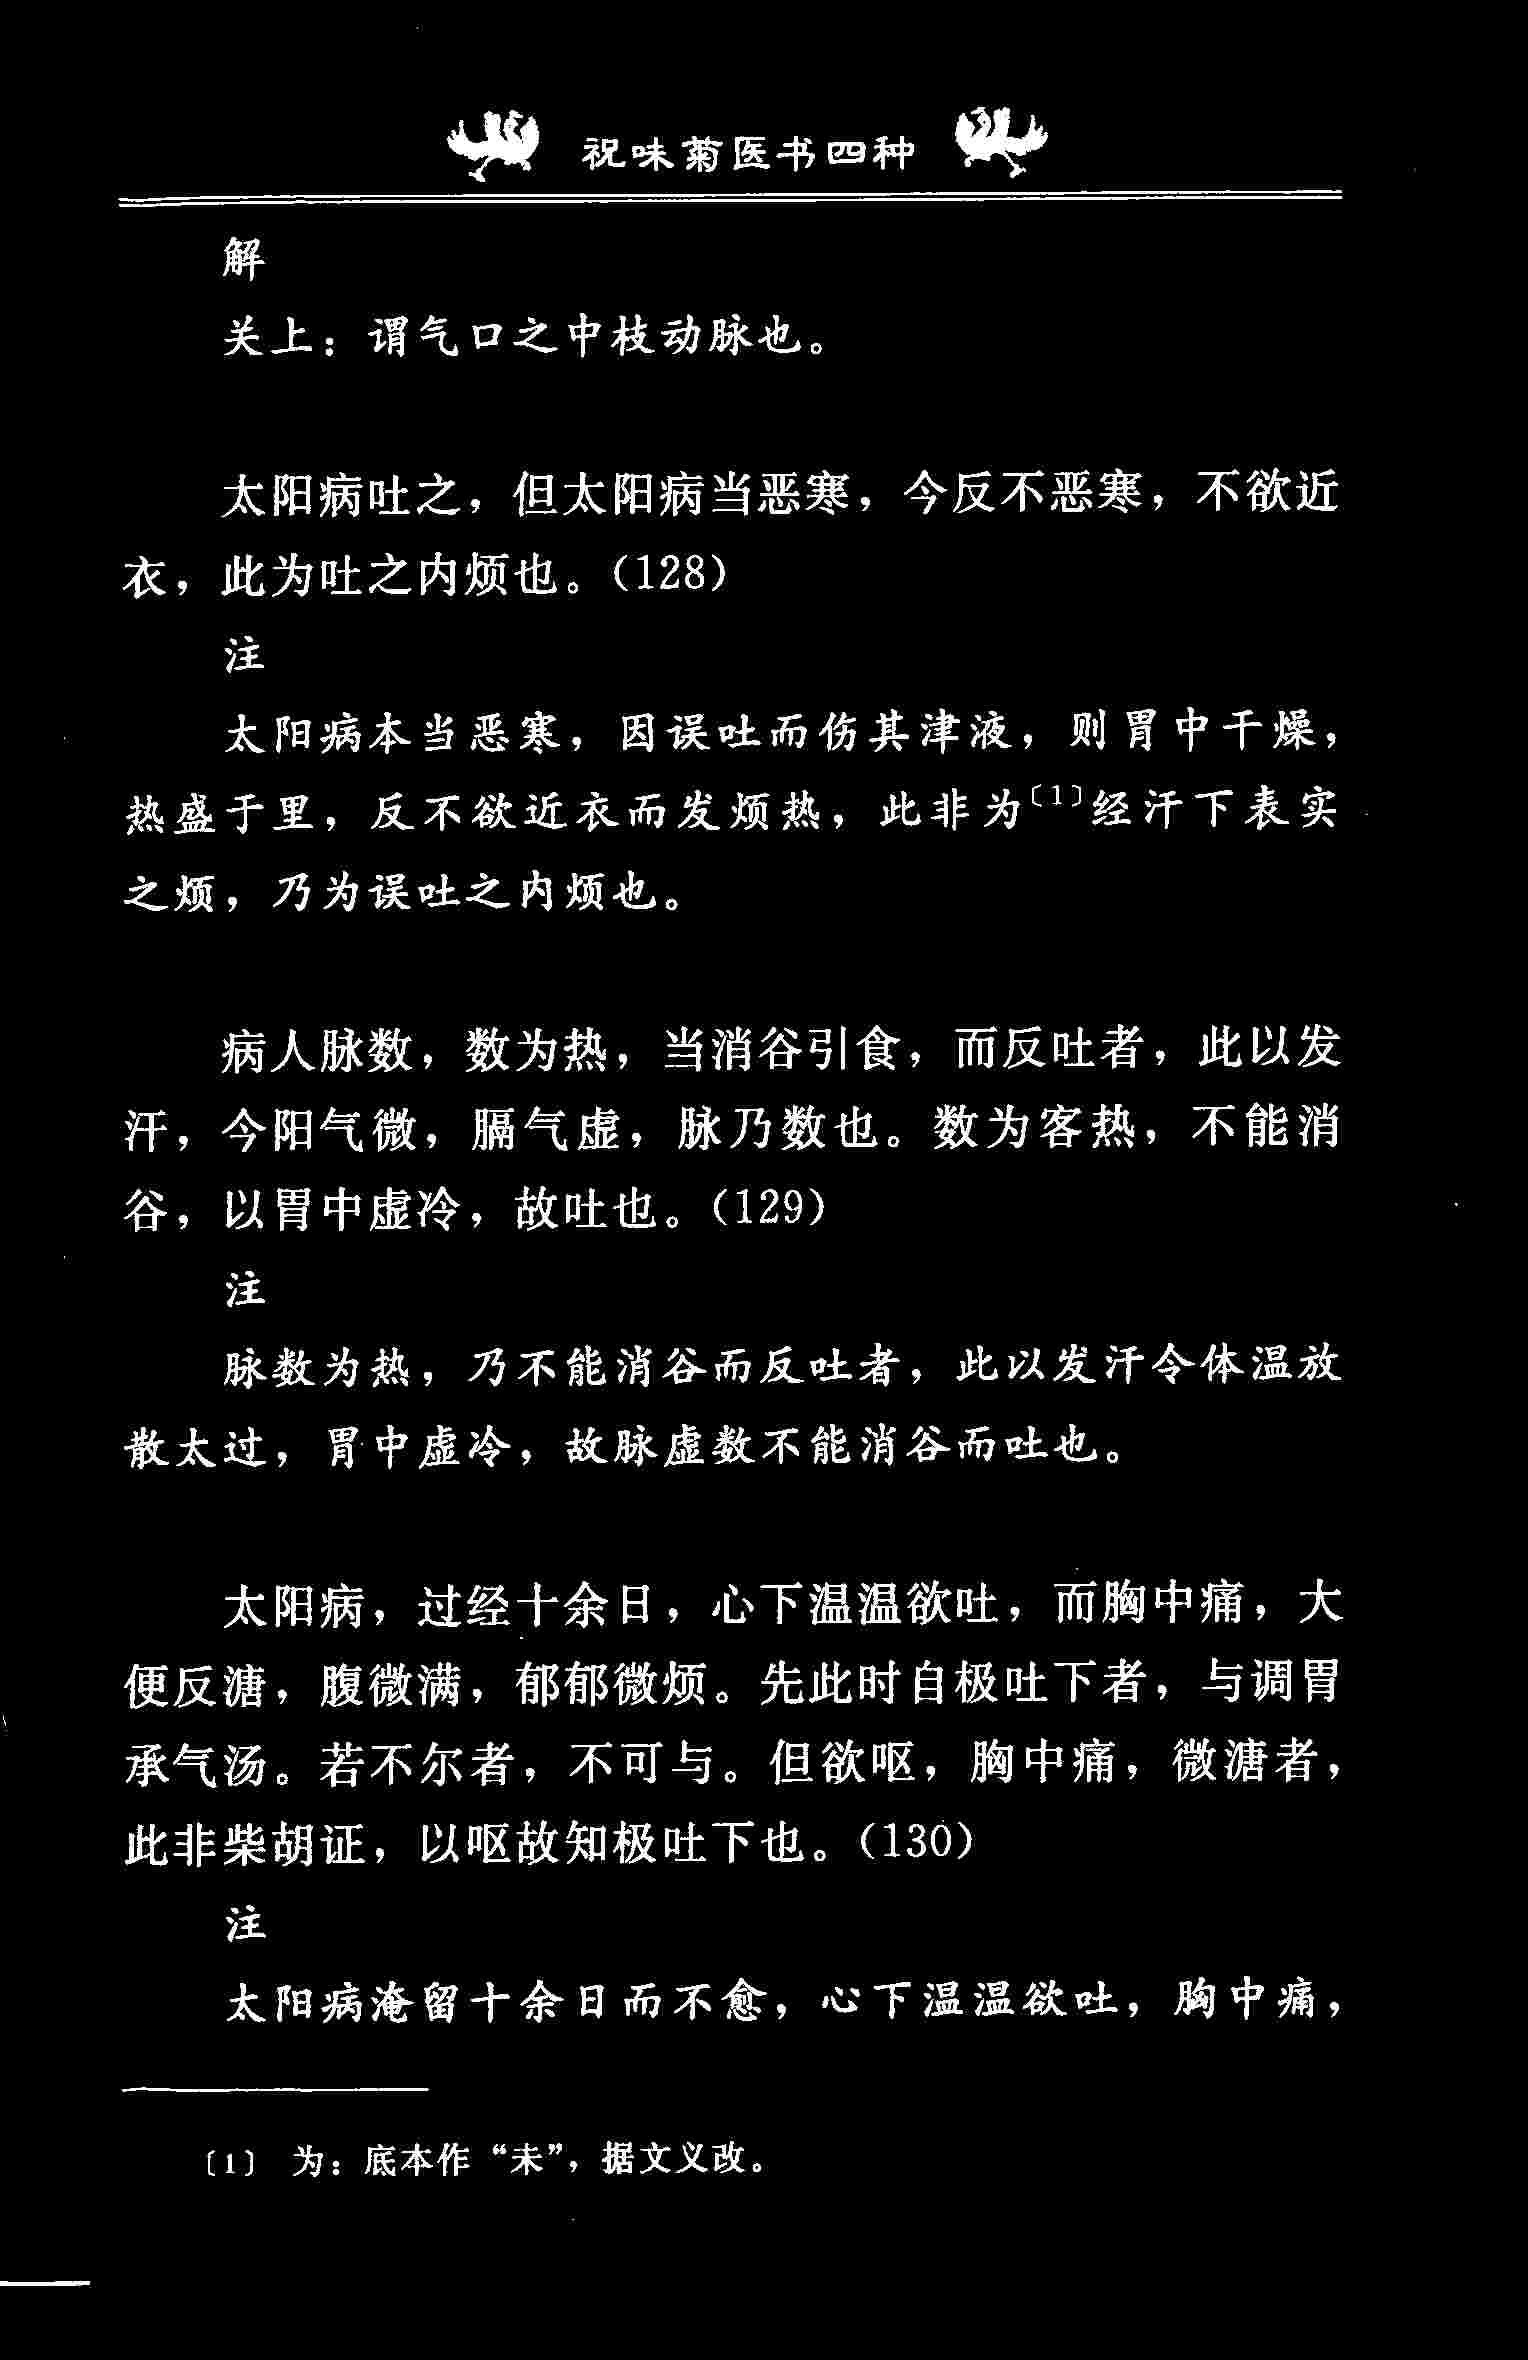 祝味菊医书四种
解
关上：谓气口之中枝动脉也。
太阳病吐之，但太阳病当恶寒，今反不恶寒，不欲近
衣，此为吐之内烦也。（128）
注
太阳病本当恶寒，因误吐而伤其津液，则胃中干燥，
热盛于里，反不欲近衣而发烦热，此非为〔1〕经汗下表实
之烦，乃为误吐之内烦也。
病人脉数，数为热，当消谷引食，而反吐者，此以发
汗，今阳气微，膈气虚，脉乃数也。数为客热，不能消
谷，以胃中虚冷，故吐也。（129）
注
脉数为热，乃不能消谷而反吐者，此以发汗令体温放
散太过，胃中虚冷，故脉虚数不能消谷而吐也。
太阳病，过经十余日，心下温温欲吐，而胸中痛，大
便反溏，腹微满，郁郁微烦。先此时自极吐下者，与调胃
承气汤。若不尔者，不可与。但欲呕，胸中痛，微溏者，
此非柴胡证，以呕故知极吐下也。（130）
注
太阳病淹留十余日而不愈，心下温温欲吐，胸中痛，
〔1〕 为：底本作“未”，据文义改。